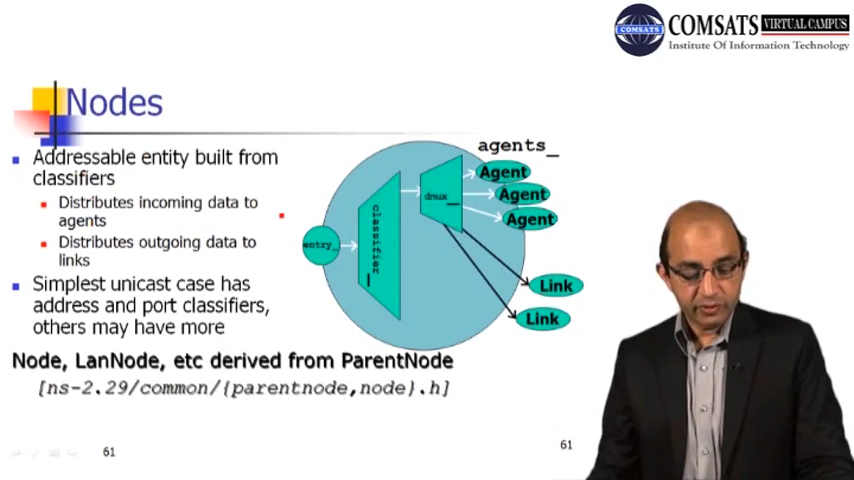 COMSATS VIRTUAL CAMPUS
Institute Of Information Technology
COMSATS
Nodes
Addressable entity built from
classifiers
Distributes incoming data to
agents
Distributes outgoing data to
links
Simplest unicast case has
address and port classifiers,
others may have more
agents_
Agent
Agent
Agent
dmux_
classifier_
entry_
Link
Link
Node, LanNode, etc derived from ParentNode
[ns-2.29/common/{parentnode,node}.h]
61
61